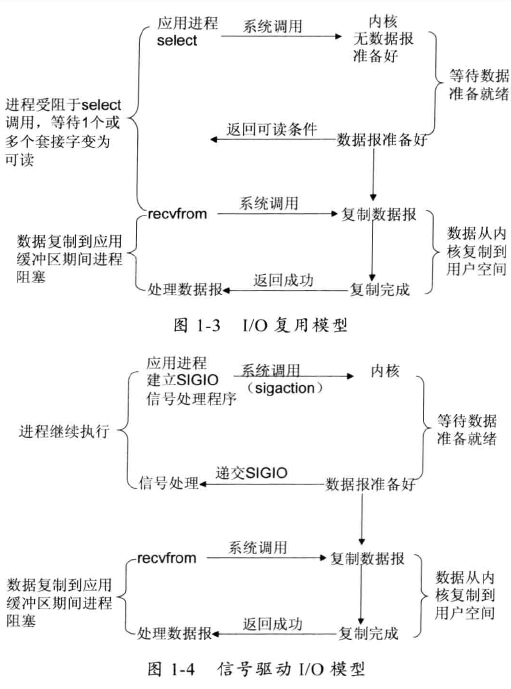 应用进程
select
系统调用
内核
无数据报
准备好
等待数据
准备就绪
进程受阻于select
调用，等待1个或
多个套接字变为
可读
返回可读条件
数据报准备好
recvfrom
系统调用
复制数据报
数据复制到应用
缓冲区期间进程
阻塞
数据从内
核复制到
用户空间
处理数据报
返回成功
复制完成
图 1-3 I/O 复用模型
应用进程
建立SIGIO
信号处理程序
系统调用
（sigaction）
内核
进程继续执行
等待数据
准备就绪
信号处理
递交SIGIO
数据报准备好
recvfrom
系统调用
复制数据报
数据复制到应用
缓冲区期间进程
阻塞
数据从内
核复制到
用户空间
处理数据报
返回成功
复制完成
图 1-4 信号驱动 I/O 模型